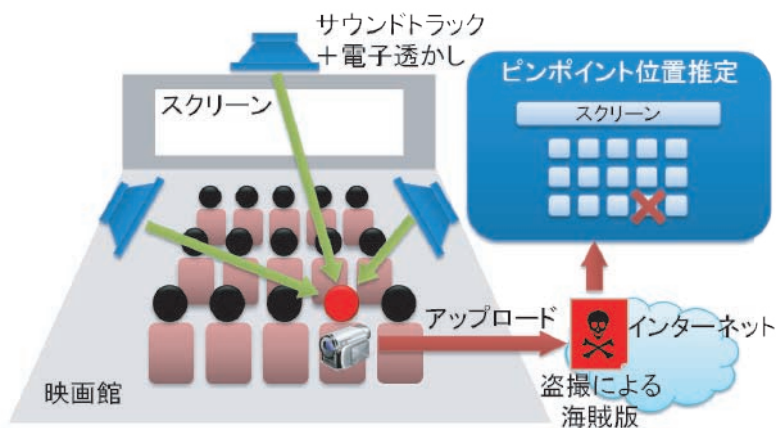 サウンドトラック
＋電子透かし
スクリーン
ピンポイント位置推定
スクリーン
アップロード
インターネット
盗撮による
海賊版
映画館